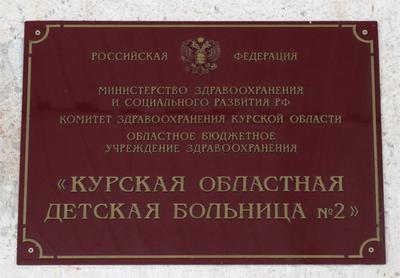 РОССИЙСКАЯ ФЕДЕРАЦИЯ
МИНИСТЕРСТВО ЗДРАВООХРАНЕНИЯ
И СОЦИАЛЬНОГО РАЗВИТИЯ РФ
КОМИТЕТ ЗДРАВООХРАНЕНИЯ КУРСКОЙ ОБЛАСТИ
ОБЛАСТНОЕ БЮДЖЕТНОЕ
УЧРЕЖДЕНИЕ ЗДРАВООХРАНЕНИЯ
«КУРСКАЯ ОБЛАСТНАЯ
ДЕТСКАЯ БОЛЬНИЦА №2»